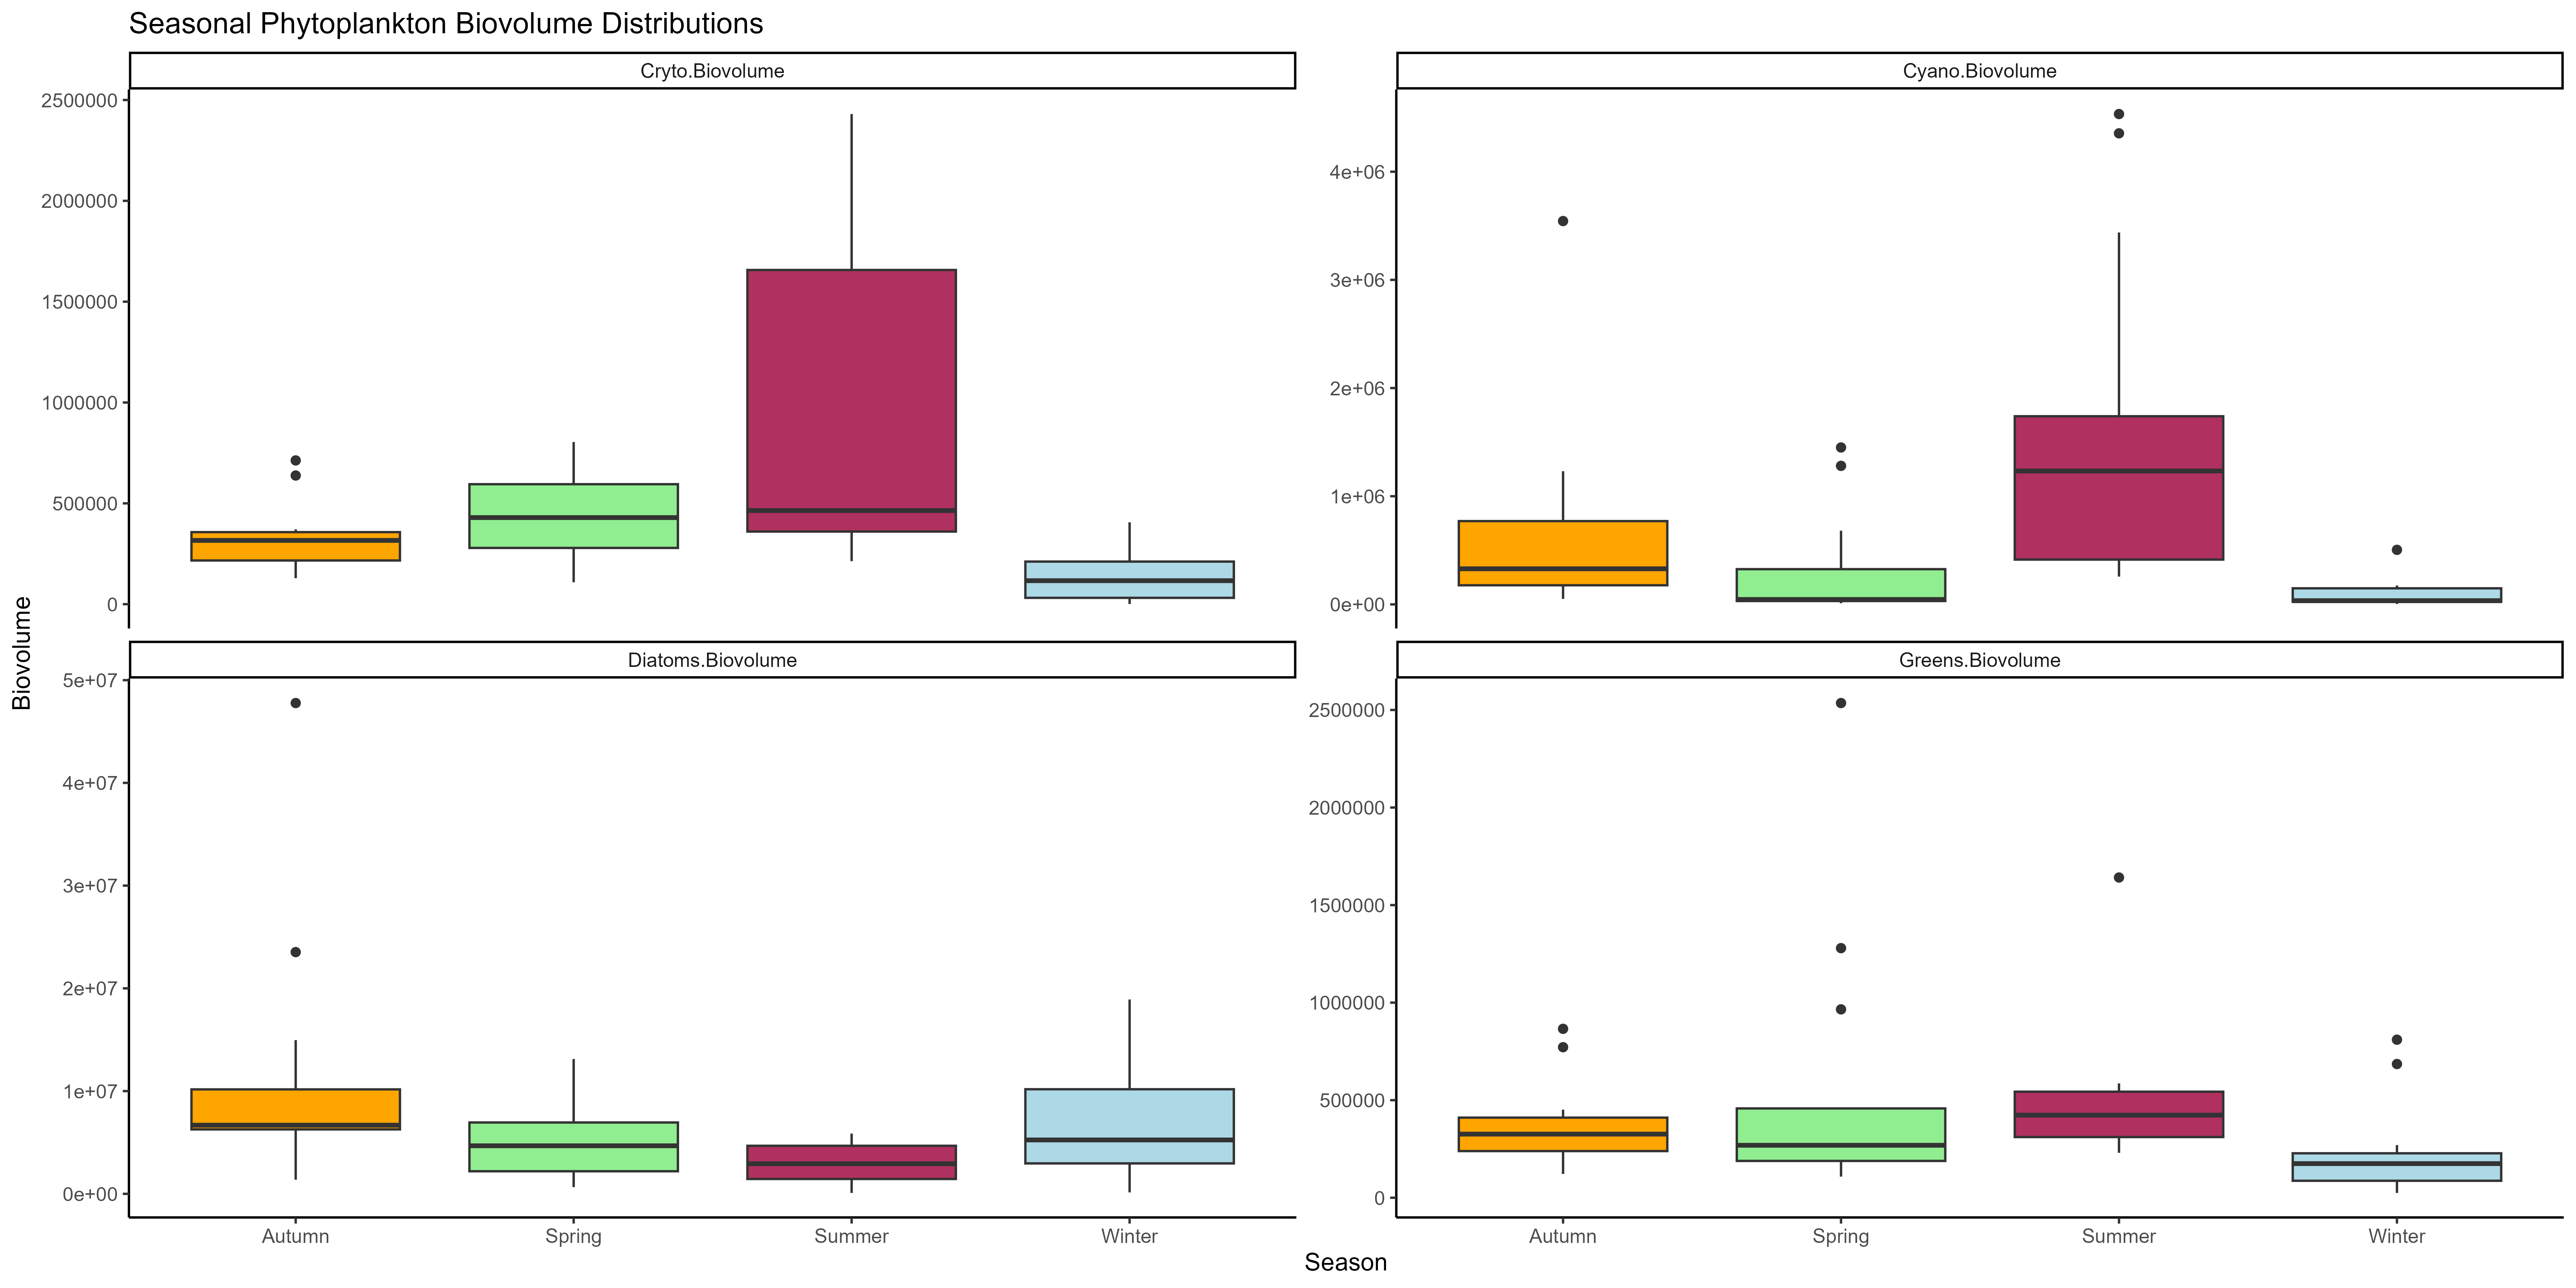 Seasonal Phytoplankton Biovolume Distributions
Cryto.Biovolume
Cyano.Biovolume
2500000
2000000
1500000
1000000
500000
0
4e+06
3e+06
2e+06
1e+06
0e+00
Biovolume
Diatoms.Biovolume
Greens.Biovolume
5e+07
4e+07
3e+07
2e+07
1e+07
0e+00
2500000
2000000
1500000
1000000
500000
0
Autumn Spring Summer Winter
Autumn Spring Summer Winter
Season